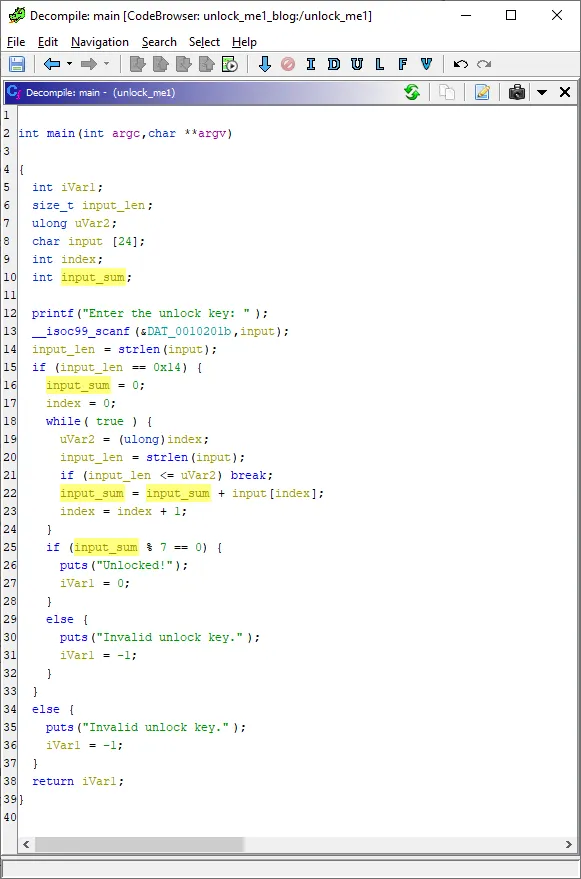 Decompile: main [CodeBrowser: unlock_me1_blog:/unlock_me1]
File Edit Navigation Search Select Help
I D U L F V
Decompile: main - (unlock_me1)
1
2 int main(int argc,char **argv)
3
4 {
5 int iVar1;
6 size_t input_len;
7 ulong uVar2;
8 char input [24];
9 int index;
10 int input_sum;
11
12 printf("Enter the unlock key: ");
13 __isoc99_scanf(&DAT_0010201b,input);
14 input_len = strlen(input);
15 if (input_len == 0x14) {
16 input_sum = 0;
17 index = 0;
18 while( true ) {
19 uVar2 = (ulong)index;
20 input_len = strlen(input);
21 if (input_len <= uVar2) break;
22 input_sum = input_sum + input[index];
23 index = index + 1;
24 }
25 if (input_sum % 7 == 0) {
26 puts("Unlocked!");
27 iVar1 = 0;
28 }
29 else {
30 puts("Invalid unlock key.");
31 iVar1 = -1;
32 }
33 }
34 else {
35 puts("Invalid unlock key.");
36 iVar1 = -1;
37 }
38 return iVar1;
39 }
40